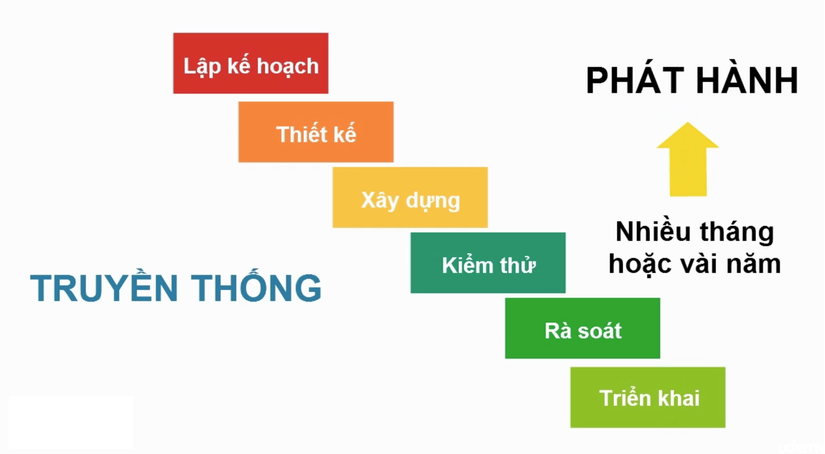 Lập kế hoạch
Thiết kế
Xây dựng
Kiểm thử
Rà soát
Triển khai
TRUYỀN THỐNG
PHÁT HÀNH
Nhiều tháng
hoặc vài năm